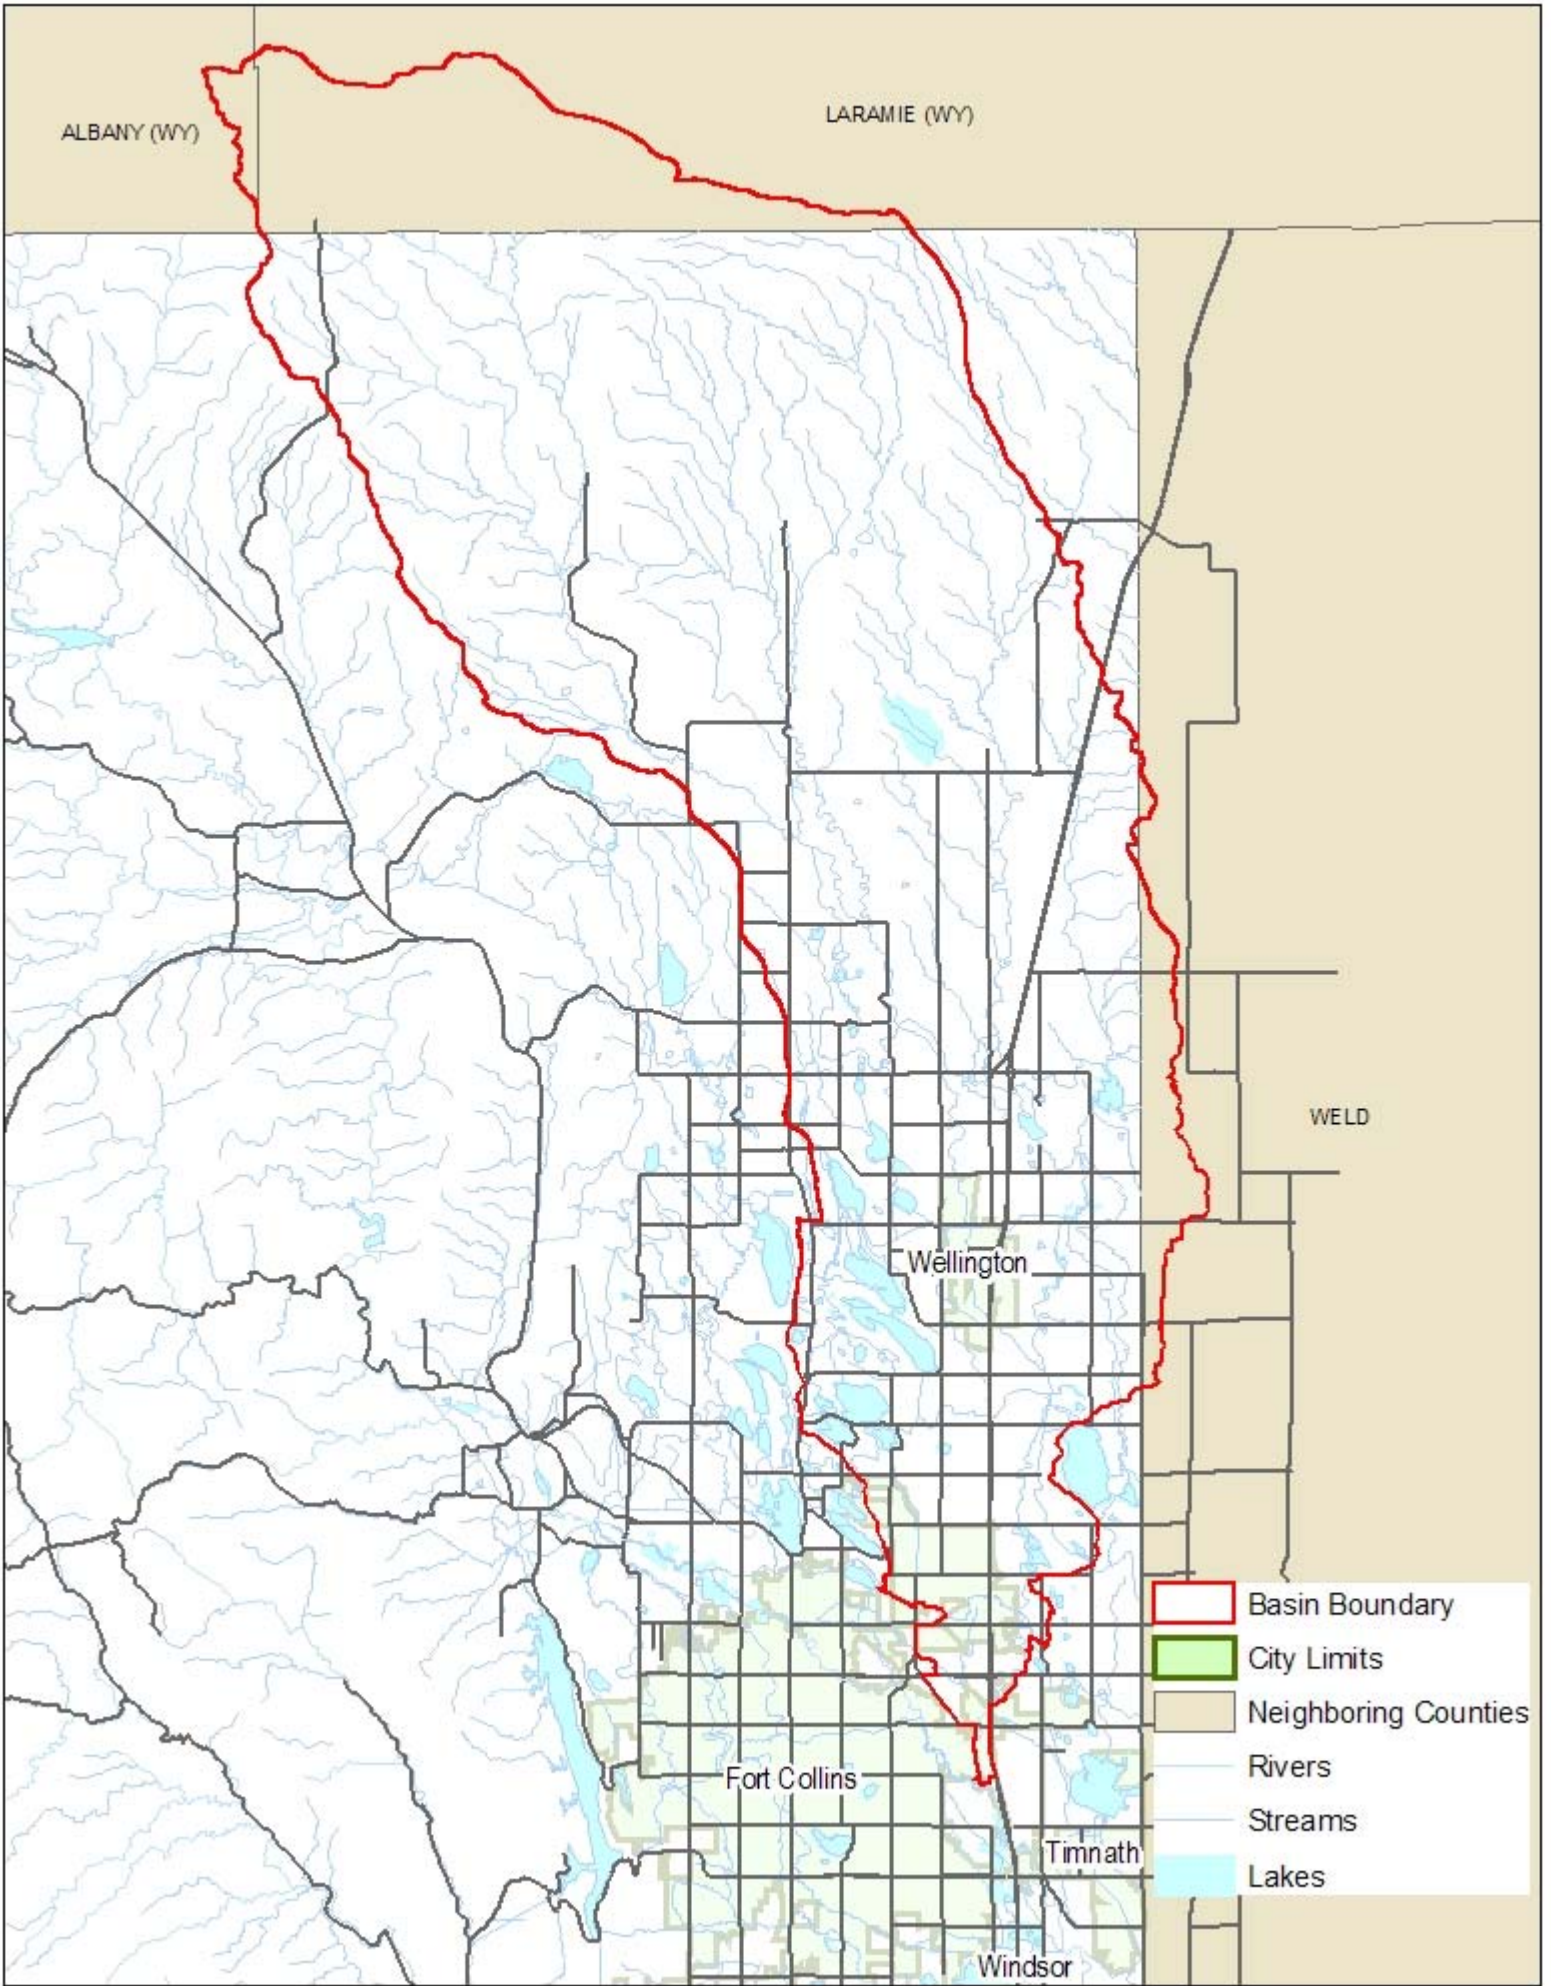 LARAMIE (WY)
ALBANY (WY)
WELD
Wellington
Basin Boundary
City Limits
Neighboring Counties
Rivers
Fort Collins
Streams
Timnath
Lakes
Windsor